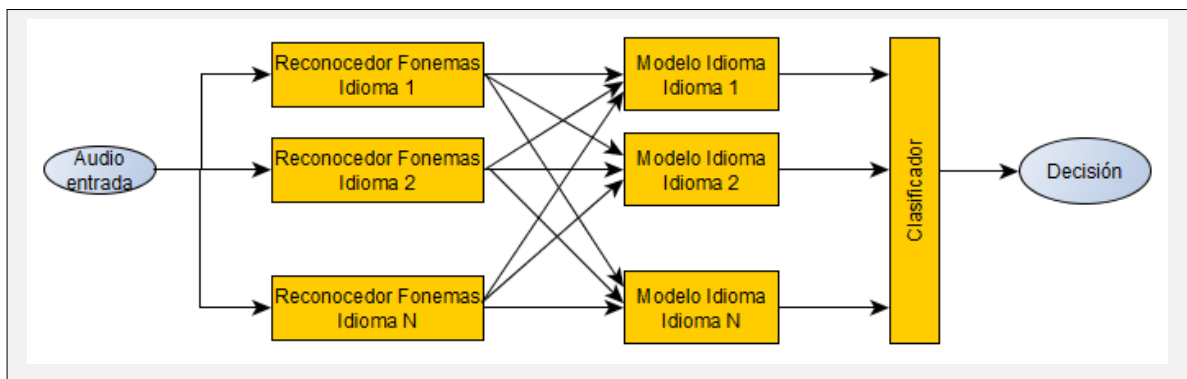 Audio
entrada
Reconocedor Fonemas
Idioma 1
Reconocedor Fonemas
Idioma 2
Reconocedor Fonemas
Idioma N
Modelo Idioma
Idioma 1
Modelo Idioma
Idioma 2
Modelo Idioma
Idioma N
Clasificador
Decisión